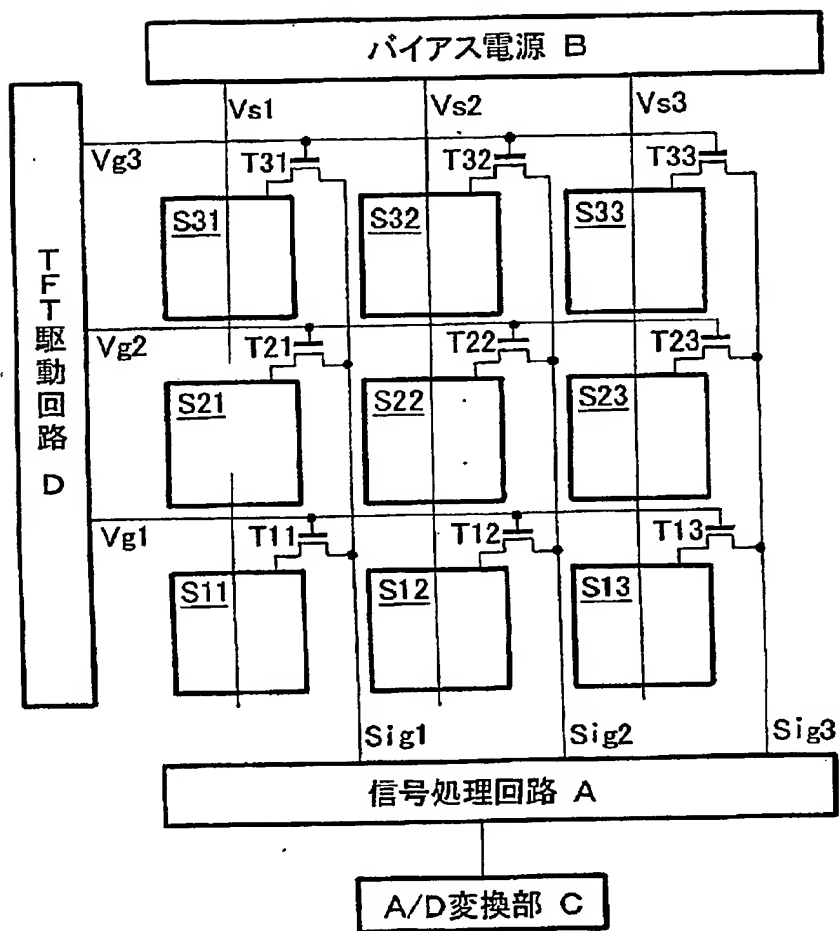 バイアス電源 B
Vs1 Vs2 Vs3
Vg3 T31 T32 T33
S31 S32 S33
TFT駆動回路 D
Vg2 T21 T22 T23
S21 S22 S23
Vg1 T11 T12 T13
S11 S12 S13
Sig1 Sig2 Sig3
信号処理回路 A
A/D変換部 C